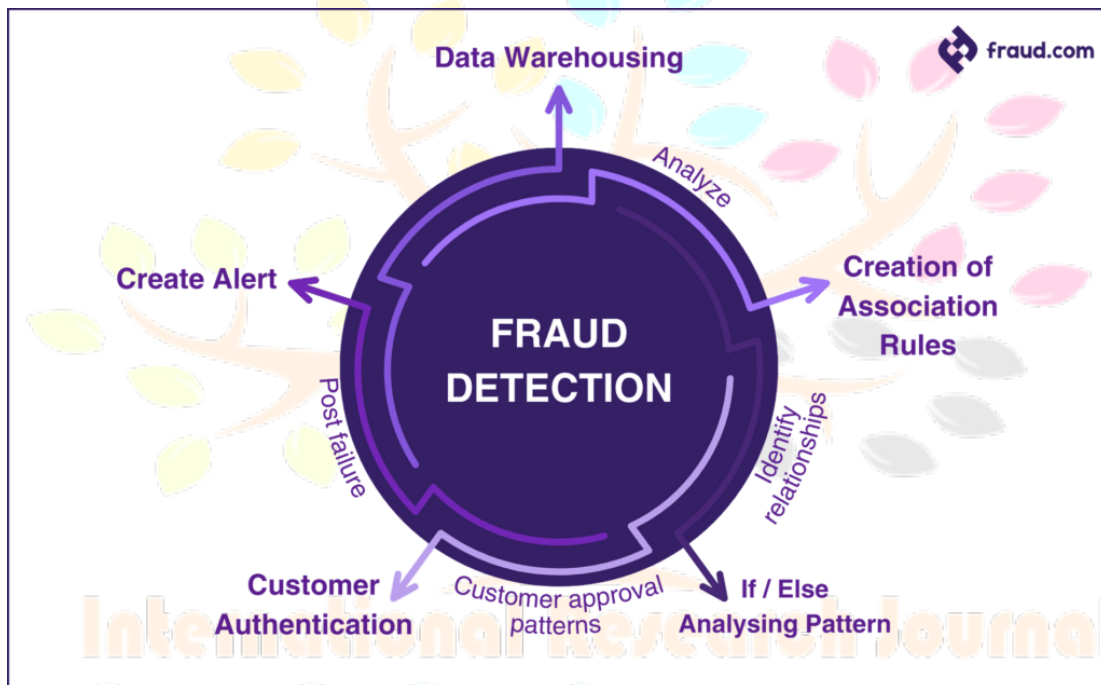 fraud.com
Data Warehousing
Analyze
Create Alert
Creation of
Association
Rules
FRAUD
DETECTION
Post failure
Identify
relationships
Customer
Authentication
Customer approval
patterns
If / Else
Analysing Pattern
International Research Journal